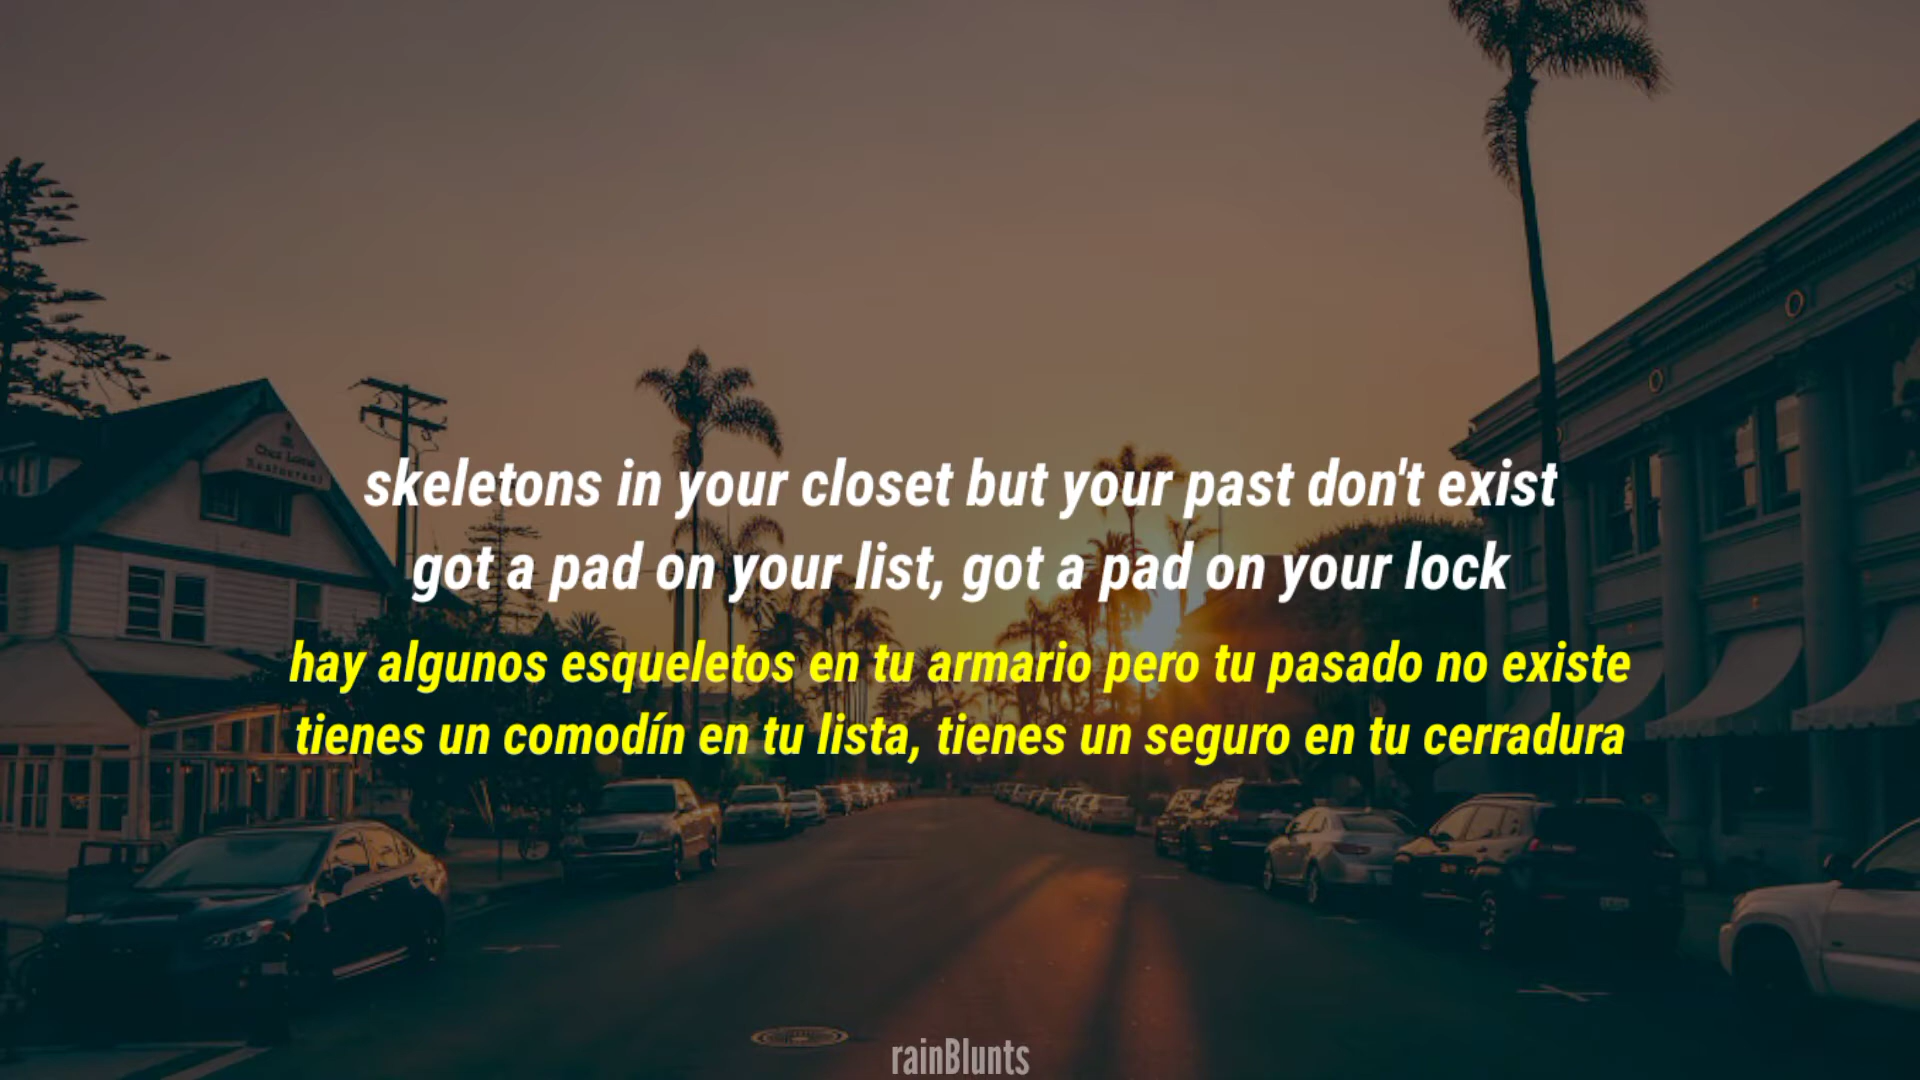 Restaurant
skeletons in your closet but your past don't exist
got a pad on your list, got a pad on your lock
hay algunos esqueletos en tu armario pero tu pasado no existe
tienes un comodín en tu lista, tienes un seguro en tu cerradura
rainBlunts